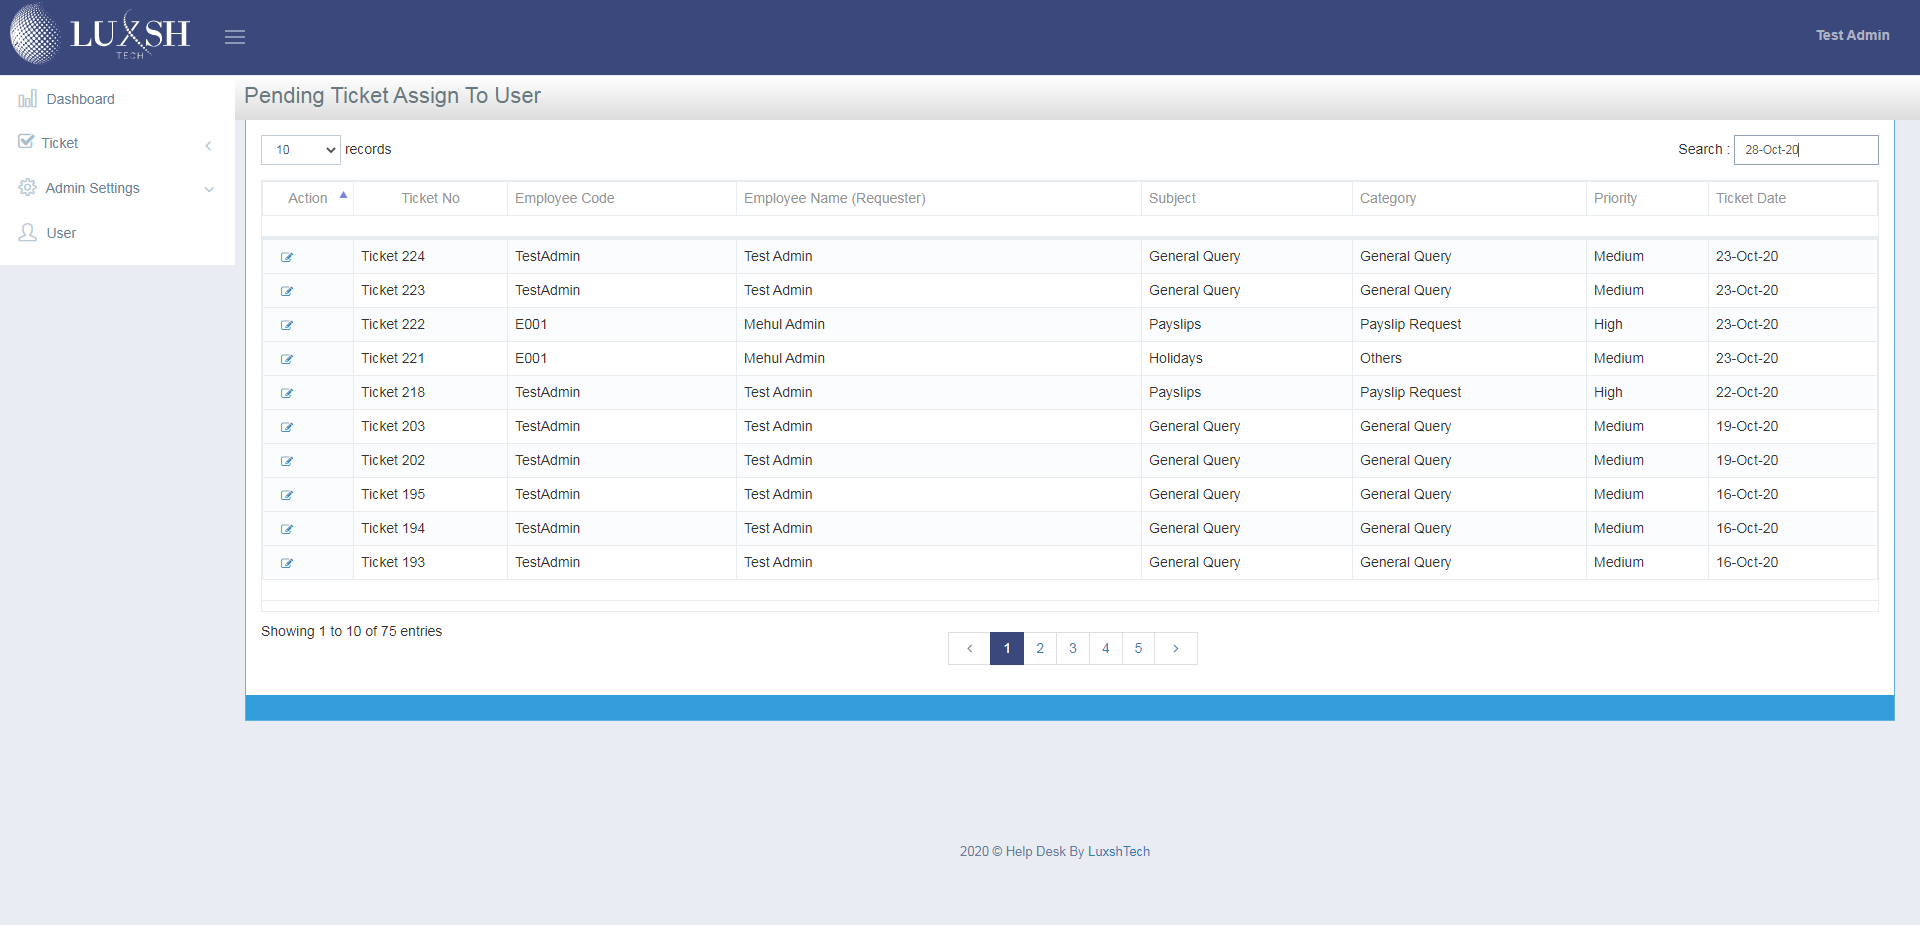 LUXSH
TECH
Test Admin
Dashboard
Ticket
Admin Settings
User
Pending Ticket Assign To User
10 records
Search : 28-Oct-20
Action Ticket No Employee Code Employee Name (Requester) Subject Category Priority Ticket Date
Ticket 224 TestAdmin Test Admin General Query General Query Medium 23-Oct-20
Ticket 223 TestAdmin Test Admin General Query General Query Medium 23-Oct-20
Ticket 222 E001 Mehul Admin Payslips Payslip Request High 23-Oct-20
Ticket 221 E001 Mehul Admin Holidays Others Medium 23-Oct-20
Ticket 218 TestAdmin Test Admin Payslips Payslip Request High 22-Oct-20
Ticket 203 TestAdmin Test Admin General Query General Query Medium 19-Oct-20
Ticket 202 TestAdmin Test Admin General Query General Query Medium 19-Oct-20
Ticket 195 TestAdmin Test Admin General Query General Query Medium 16-Oct-20
Ticket 194 TestAdmin Test Admin General Query General Query Medium 16-Oct-20
Ticket 193 TestAdmin Test Admin General Query General Query Medium 16-Oct-20
Showing 1 to 10 of 75 entries
1 2 3 4 5
2020 © Help Desk By LuxshTech